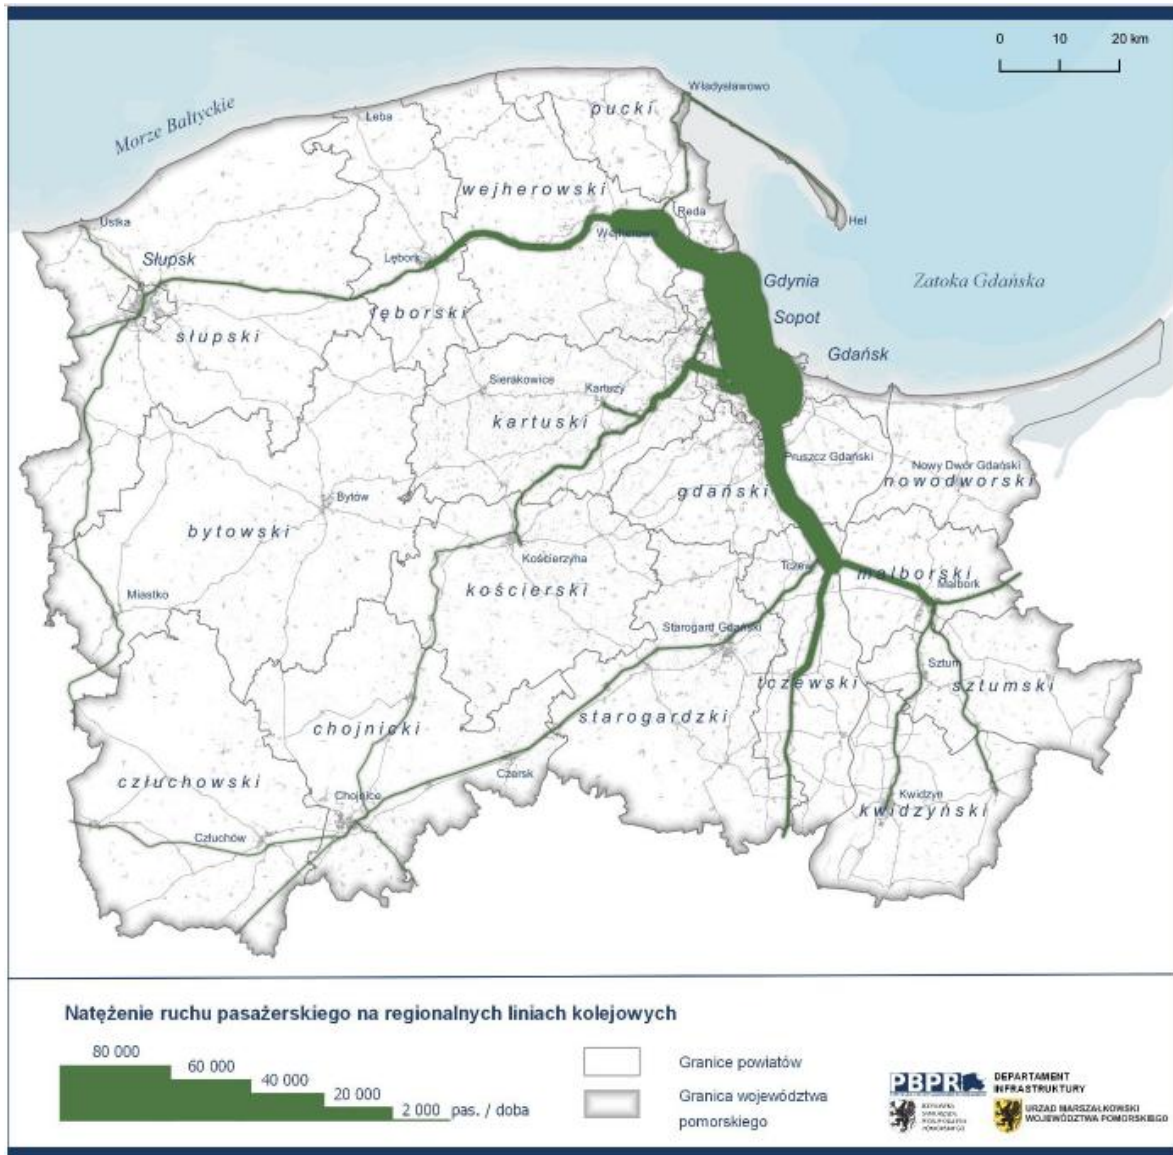 0 10 20 km
Władysławowo
pucki
Morze Bałtyckie
Łeba
wejherowski
Reda
Hel
Ustka
Wejherowo
Słupsk
Lębork
Gdynia
Zatoka Gdańska
lęborski
Sopot
słupski
Gdańsk
Sierakowice
Kartuzy
kartuski
Pruszcz Gdański
Nowy Dwór Gdański
gdański
nowodworski
Bytów
bytowski
Kościerzyna
Tczew
malborski
Malbork
kościerski
Miastko
Starogard Gdański
Sztum
tczewski
sztumski
starogardzki
chojnicki
Czersk
człuchowski
Chojnice
Kwidzyn
kwidzyński
Człuchów
Natężenie ruchu pasażerskiego na regionalnych liniach kolejowych
80 000
60 000
40 000
20 000
2 000 pas. / doba
Granice powiatów
Granica województwa
pomorskiego
PBPR
DEPARTAMENT
INFRASTRUKTURY
URZĄD MARSZAŁKOWSKI
WOJEWÓDZTWA POMORSKIEGO